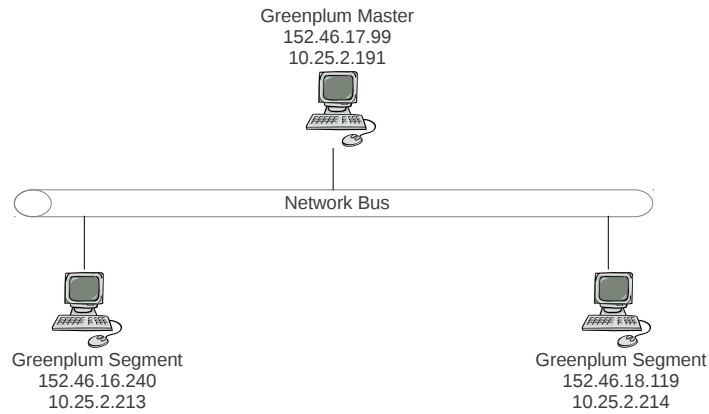 Greenplum Master
152.46.17.99
10.25.2.191
Network Bus
Greenplum Segment
152.46.16.240
10.25.2.213
Greenplum Segment
152.46.18.119
10.25.2.214